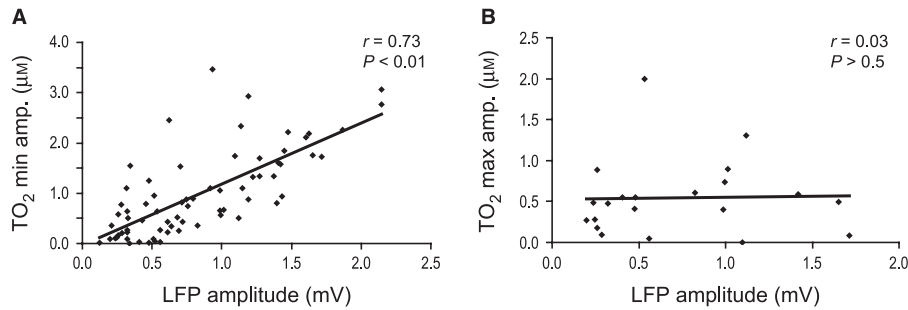 A
r = 0.73
P < 0.01
TO2 min amp. (μM)
4.0
3.0
2.0
1.0
0.0
0.0 0.5 1.0 1.5 2.0 2.5
LFP amplitude (mV)
B
r = 0.03
P > 0.5
TO2 max amp. (μM)
2.5
2.0
1.5
1.0
0.5
0.0
0.0 0.5 1.0 1.5 2.0
LFP amplitude (mV)